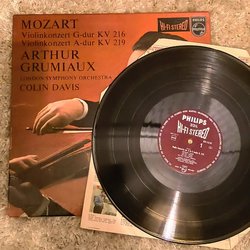 MOZART
Violinkonzert G-dur KV 216
Violinkonzert A-dur KV 219
ARTHUR
GRUMIAUX
LONDON SYMPHONY ORCHESTRA
COLIN DAVIS
HI-FI STEREO
PHILIPS
PHILIPS
HI-FI STEREO
1